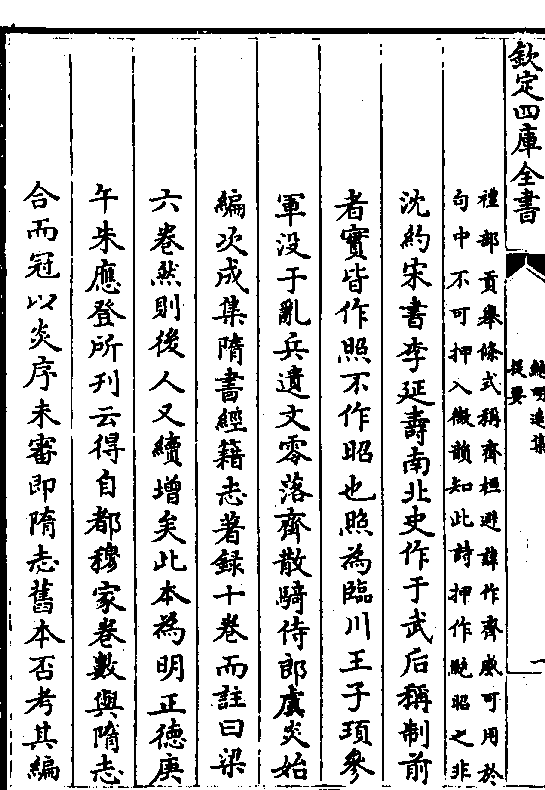 欽定四庫全書
鮑明遠集
提要
一
禮部貢舉條式稱齊桓避諱作齊威可用於
句中不可押入微韻知此詩押作鮑昭之非
沈約宋書李延壽南北史作于武后稱制前
者實皆作照不作昭也照為臨川王子頊參
軍没于亂兵遺文零落齊散騎侍郎虞炎始
編次成集隋書經籍志著録十卷而註曰梁
六卷然則後人又續增矣此本為明正德庚
午朱應登所刊云得自都穆家卷數與隋志
合而冠以炎序未審即隋志舊本否考其編